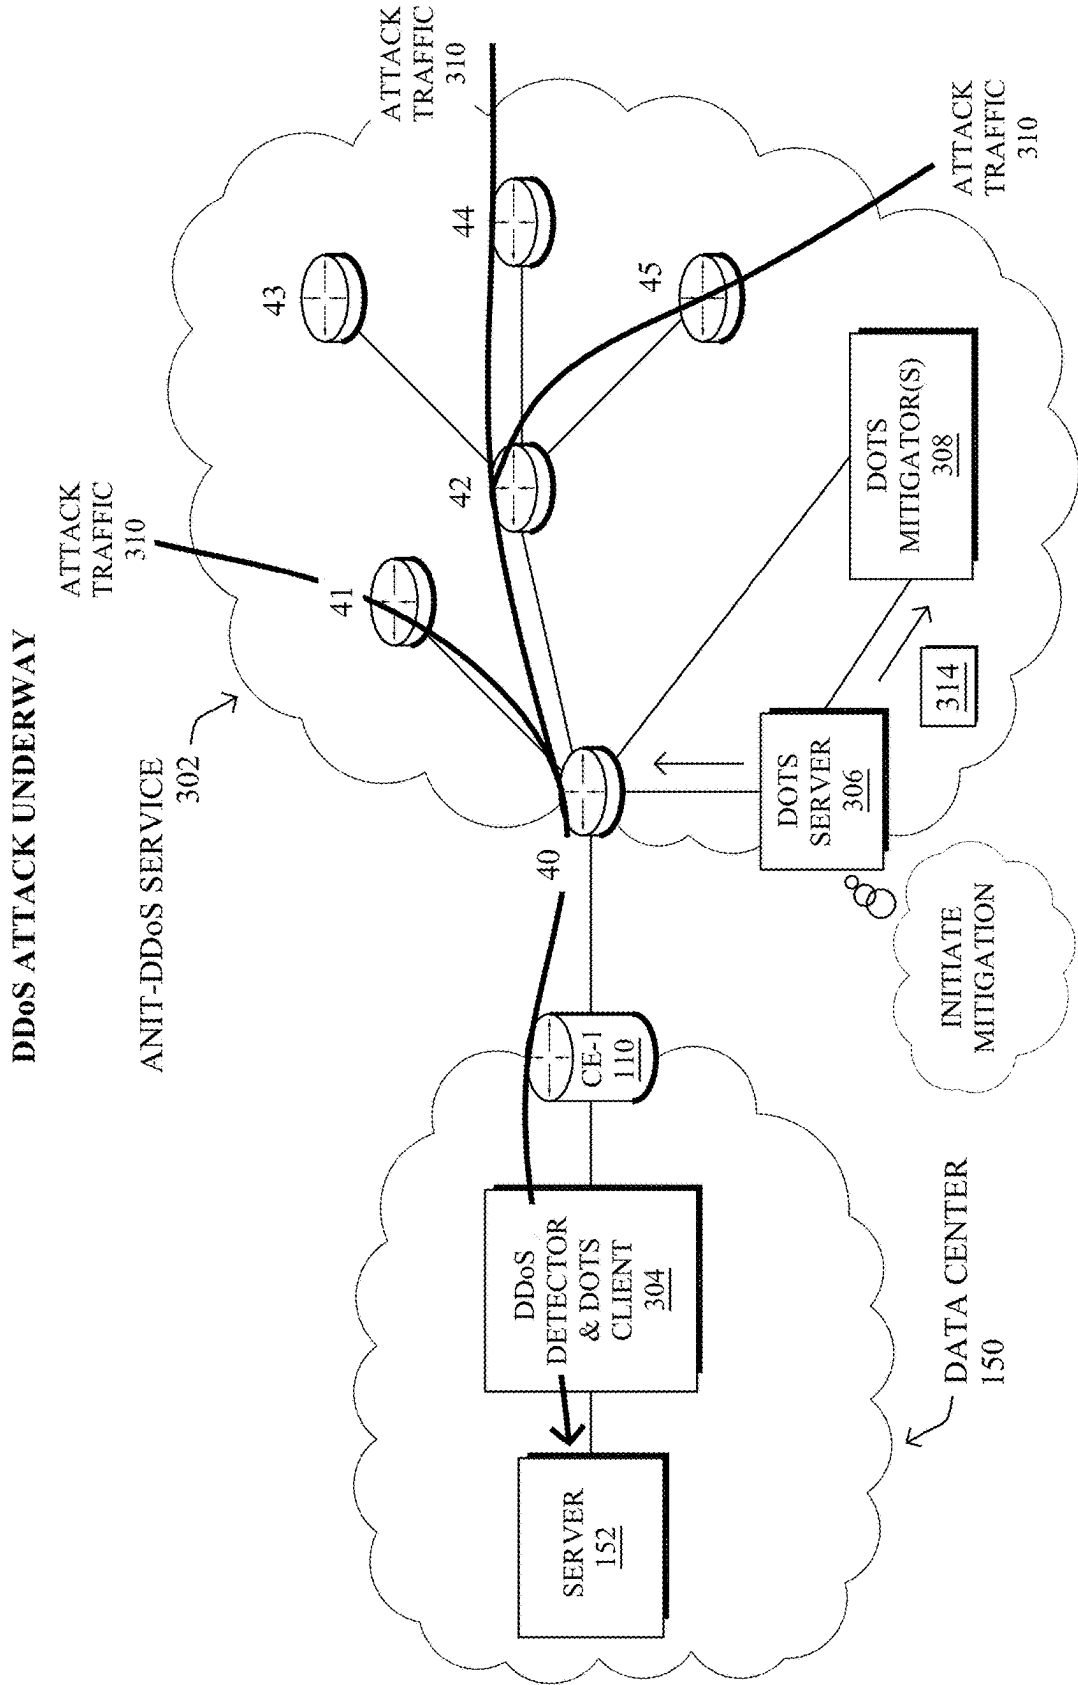 DDoS ATTACK UNDERWAY
ANIT-DDoS SERVICE
302
ATTACK
TRAFFIC
310
ATTACK
TRAFFIC
310
ATTACK
TRAFFIC
310
43
44
41
42
45
40
SERVER
152
DDoS
DETECTOR
& DOTS
CLIENT
304
CE-1
110
DOTS
SERVER
306
314
DOTS
MITIGATOR(S)
308
INITIATE
MITIGATION
DATA CENTER
150